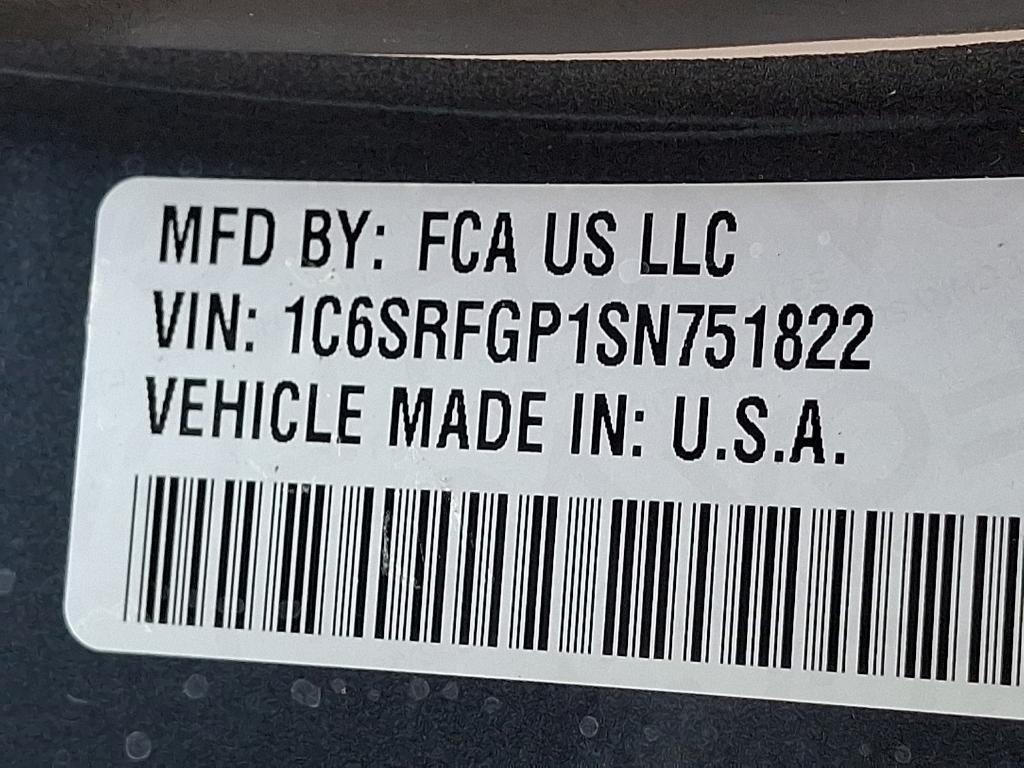 MFD BY: FCA US LLC
VIN: 1C6SRFGP1SN751822
VEHICLE MADE IN: U.S.A.